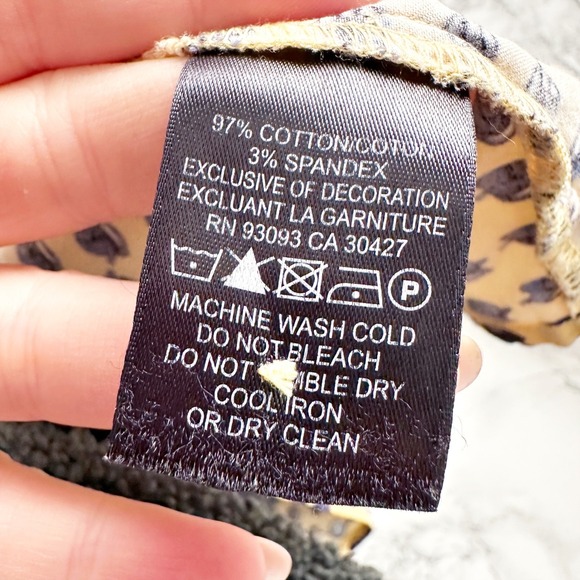 97% COTTON/COTON
3% SPANDEX
EXCLUSIVE OF DECORATION
EXCLUANT LA GARNITURE
RN 93093 CA 30427
P
MACHINE WASH COLD
DO NOT BLEACH
DO NOT DRY
COOL IRON
OR DRY CLEAN